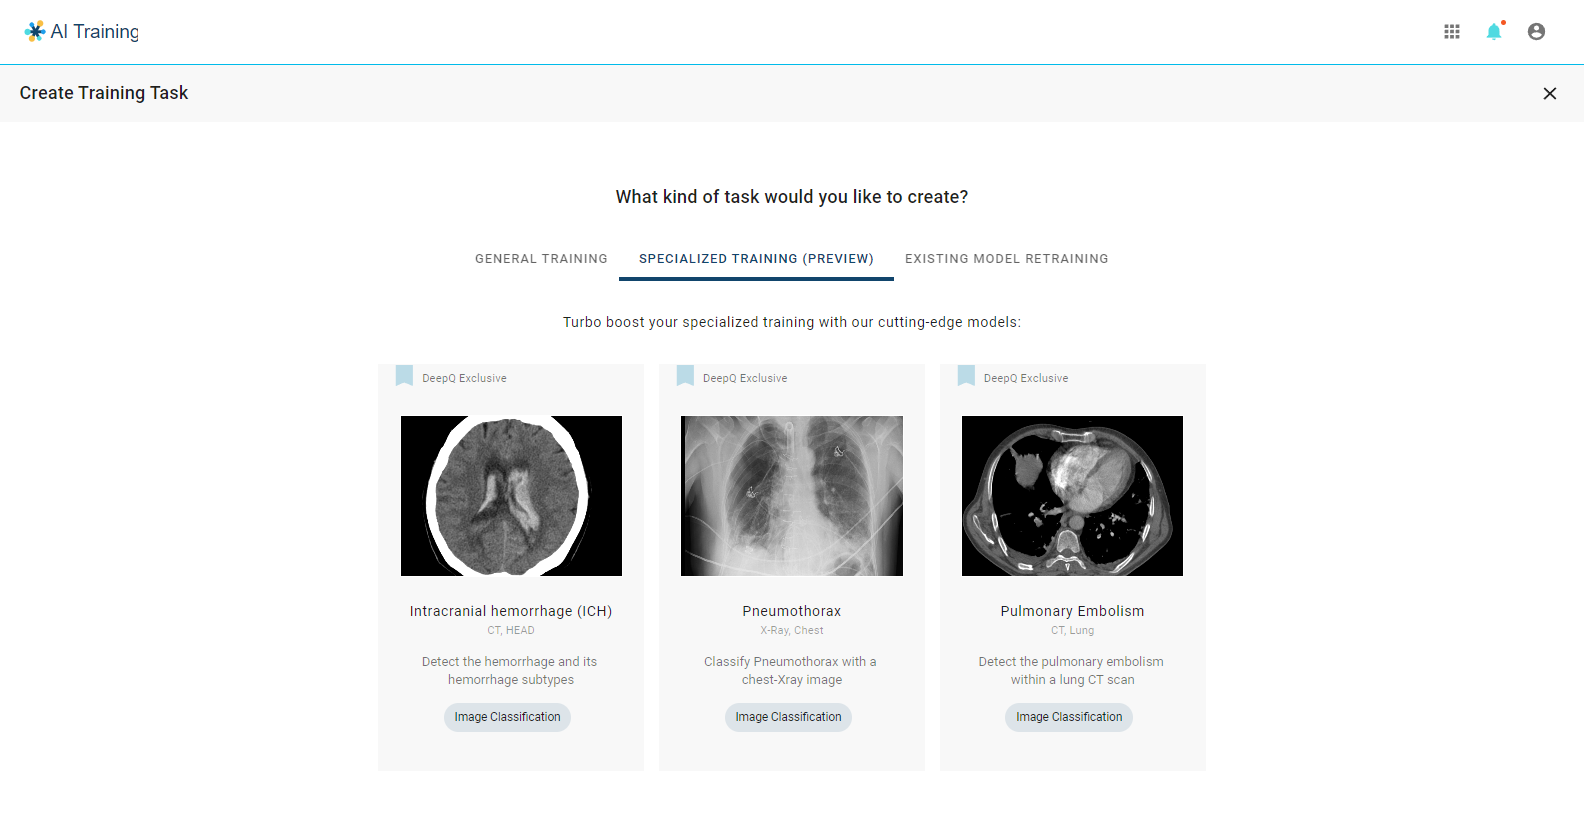 AI Training
Create Training Task
What kind of task would you like to create?
GENERAL TRAINING
SPECIALIZED TRAINING (PREVIEW)
EXISTING MODEL RETRAINING
Turbo boost your specialized training with our cutting-edge models:
DeepQ Exclusive
Intracranial hemorrhage (ICH)
CT, HEAD
Detect the hemorrhage and its
hemorrhage subtypes
Image Classification
DeepQ Exclusive
Pneumothorax
X-Ray, Chest
Classify Pneumothorax with a
chest-Xray image
Image Classification
DeepQ Exclusive
Pulmonary Embolism
CT, Lung
Detect the pulmonary embolism
within a lung CT scan
Image Classification